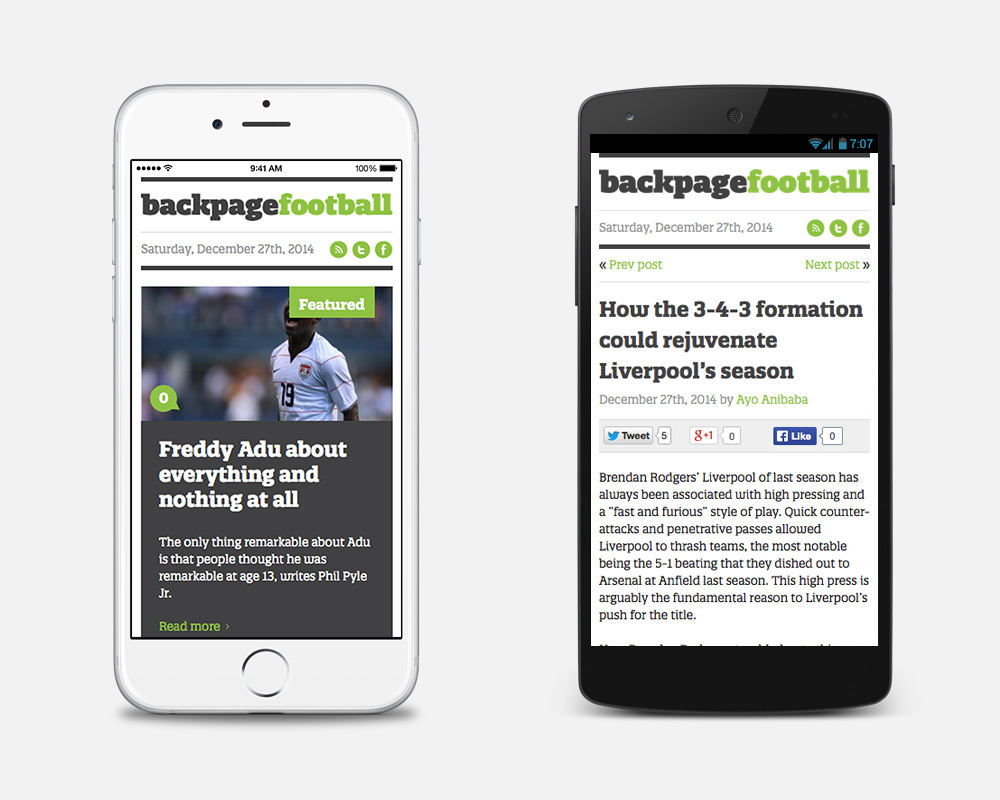 9:41 AM
100%
backpagefootball
Saturday, December 27th, 2014
Featured
19
0
Freddy Adu about
everything and
nothing at all
The only thing remarkable about Adu
is that people thought he was
remarkable at age 13, writes Phil Pyle
Jr.
Read more ›
7:07
backpagefootball
Saturday, December 27th, 2014
« Prev post
Next post »
How the 3-4-3 formation
could rejuvenate
Liverpool's season
December 27th, 2014 by Ayo Anibaba
Tweet 5
g+1 0
Like 0
Brendan Rodgers' Liverpool of last season has
always been associated with high pressing and
a "fast and furious" style of play. Quick counter-
attacks and penetrative passes allowed
Liverpool to thrash teams, the most notable
being the 5-1 beating that they dished out to
Arsenal at Anfield last season. This high press is
arguably the fundamental reason to Liverpool's
push for the title.